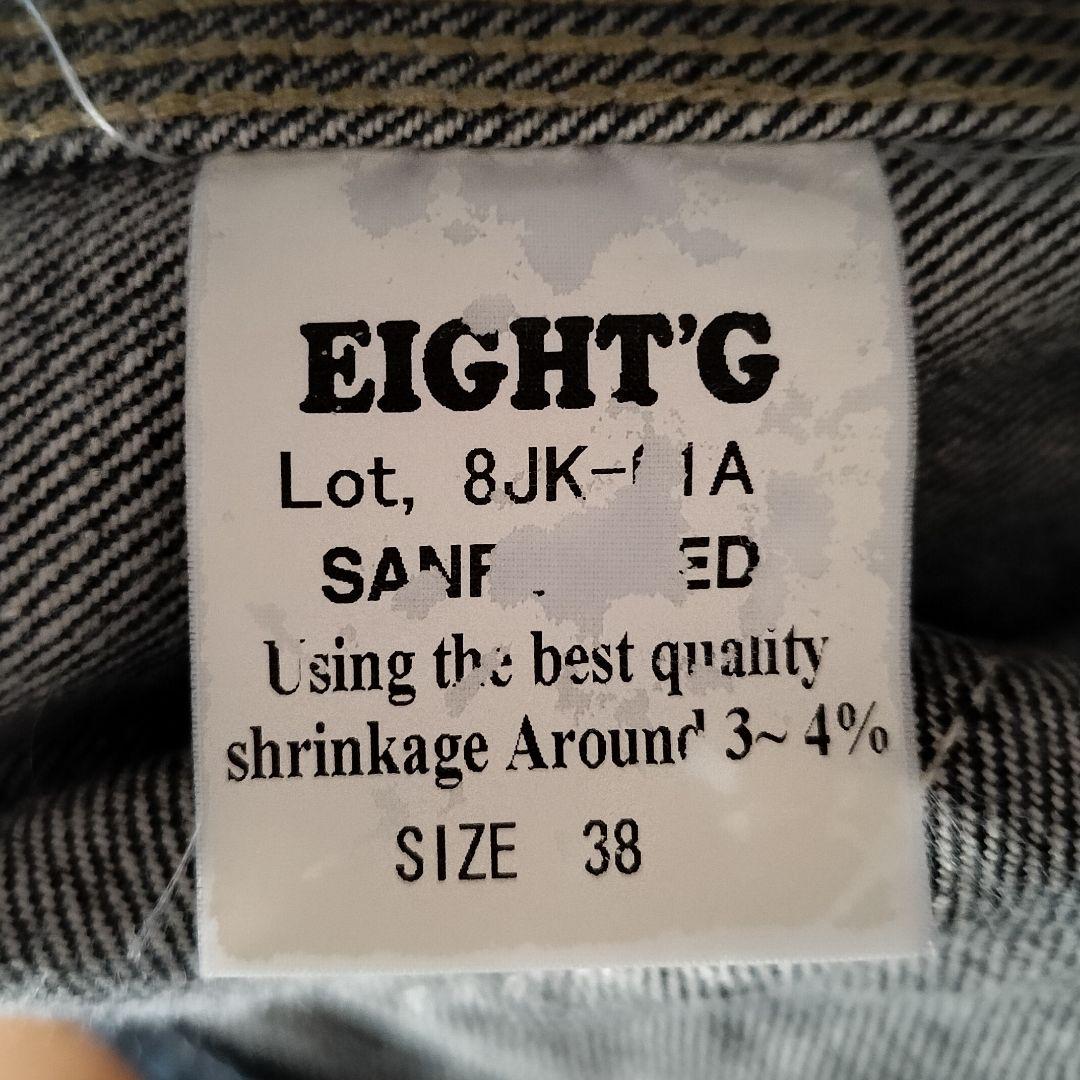 EIGHT'G
Lot,
Using the best quality
shrinkage Around 3~4%
SIZE 38